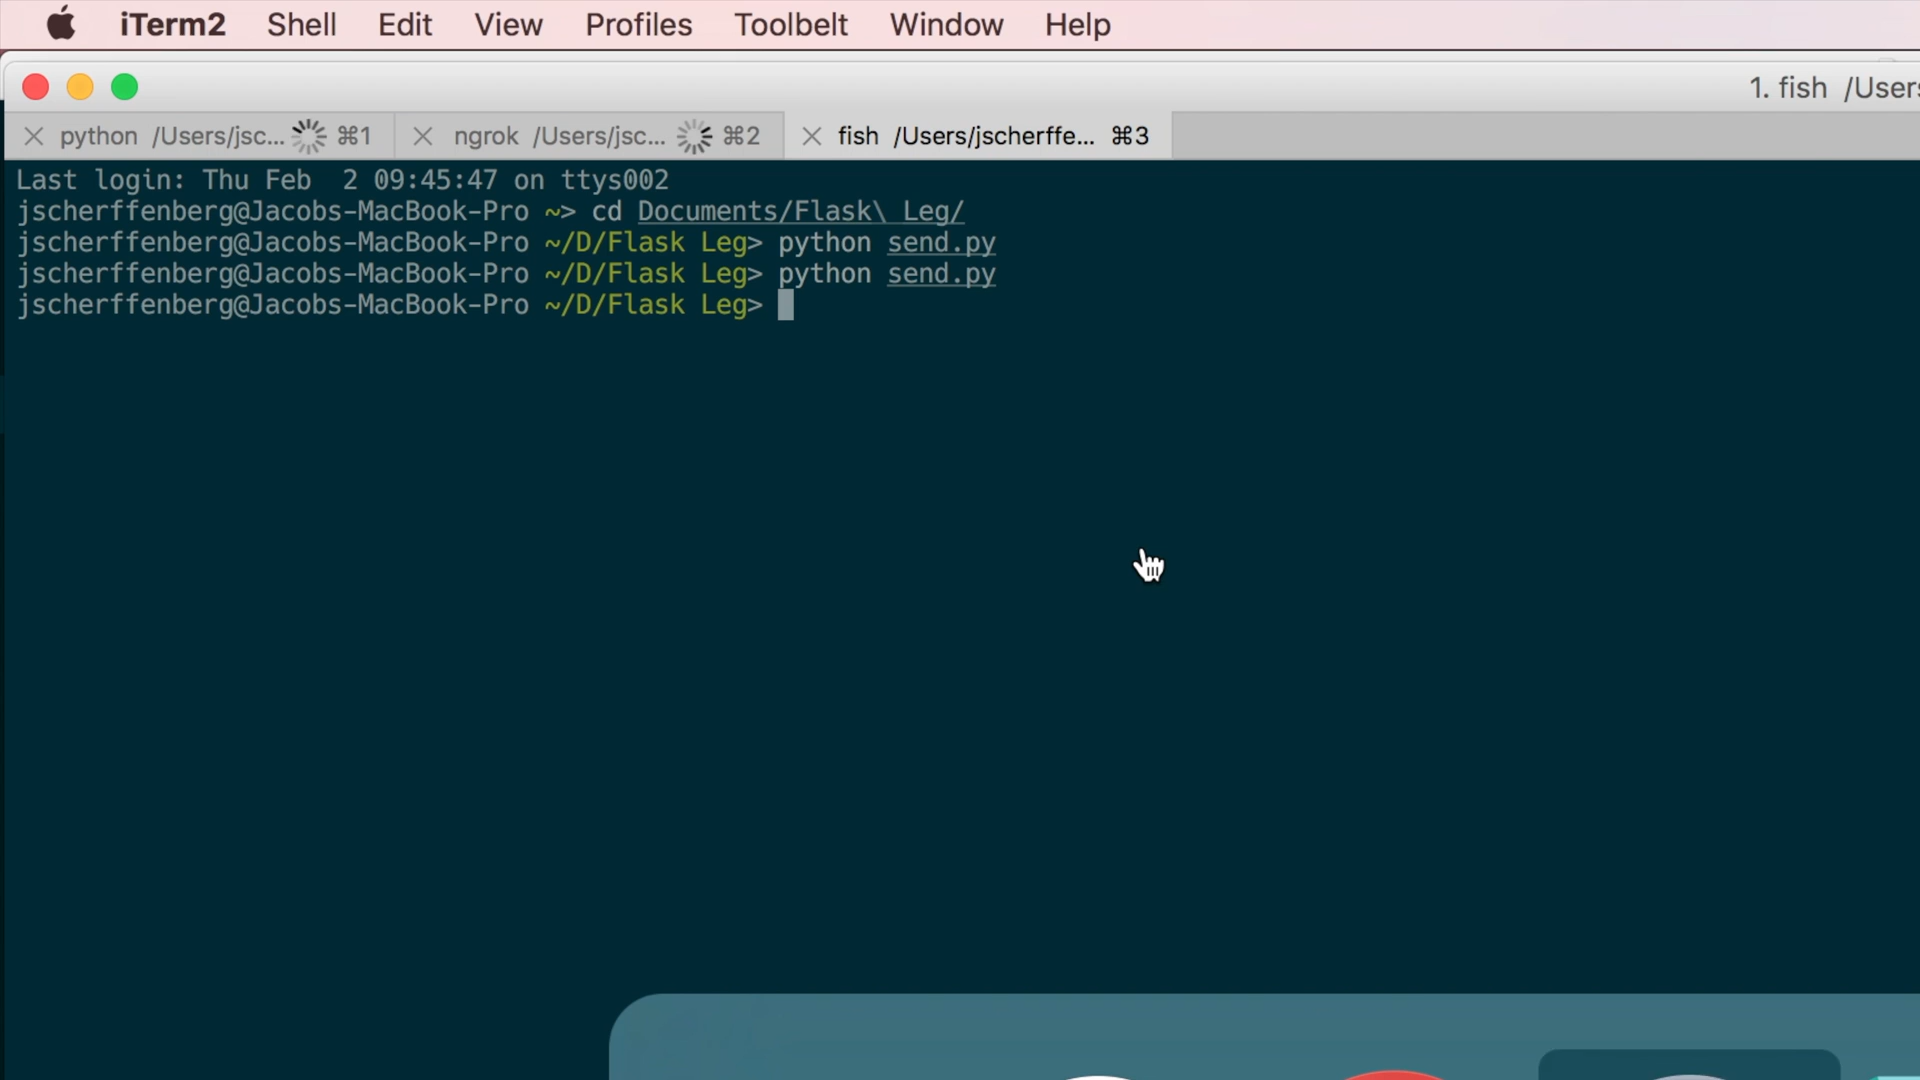 iTerm2 Shell Edit View Profiles Toolbelt Window Help
1. fish /Users
python /Users/jsc... ⌘1 ngrok /Users/jsc... ⌘2 fish /Users/jscherffe... ⌘3
Last login: Thu Feb  2 09:45:47 on ttys002
jscherffenberg@Jacobs-MacBook-Pro ~> cd Documents/Flask\ Leg/
jscherffenberg@Jacobs-MacBook-Pro ~/D/Flask Leg> python send.py
jscherffenberg@Jacobs-MacBook-Pro ~/D/Flask Leg> python send.py
jscherffenberg@Jacobs-MacBook-Pro ~/D/Flask Leg>